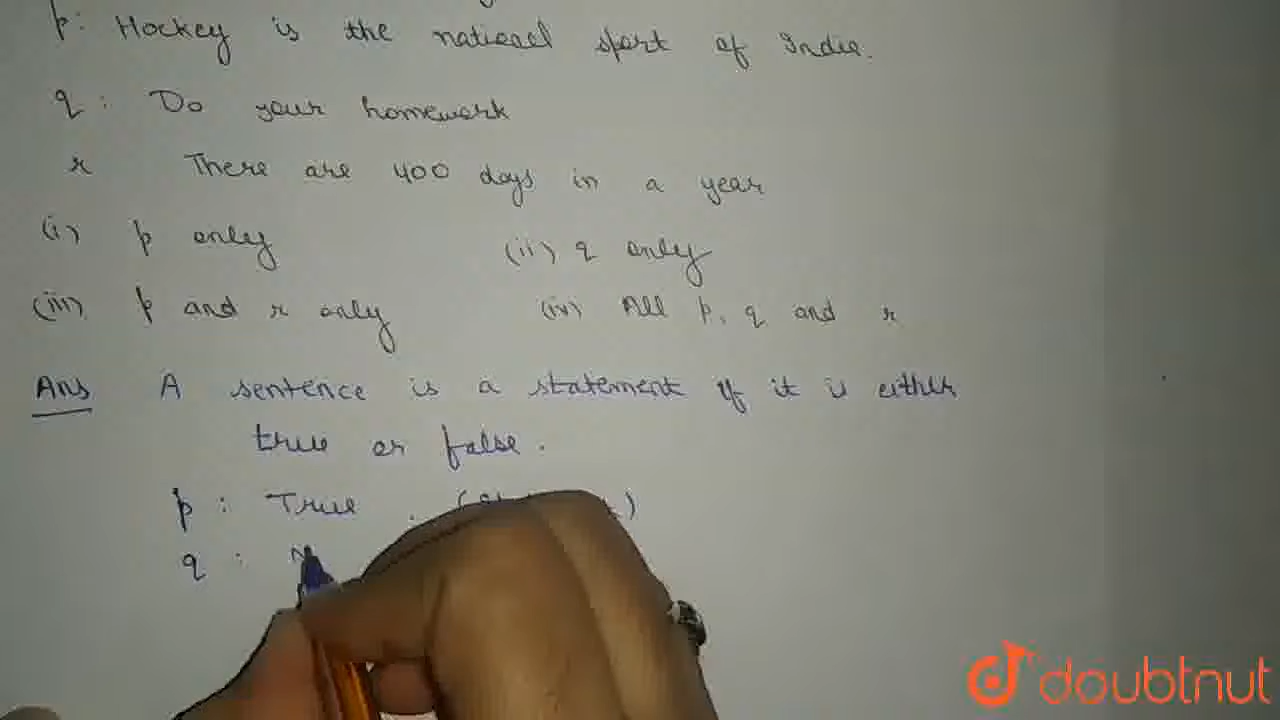 p: Hockey is the national sport of India.
q : Do your homework
r There are 400 days in a year
(i) p only (ii) q only
(iii) p and r only (iv) All p, q and r
Ans A sentence is a statement if it is either
true or false.
p : True . (
q : N
doubtnut